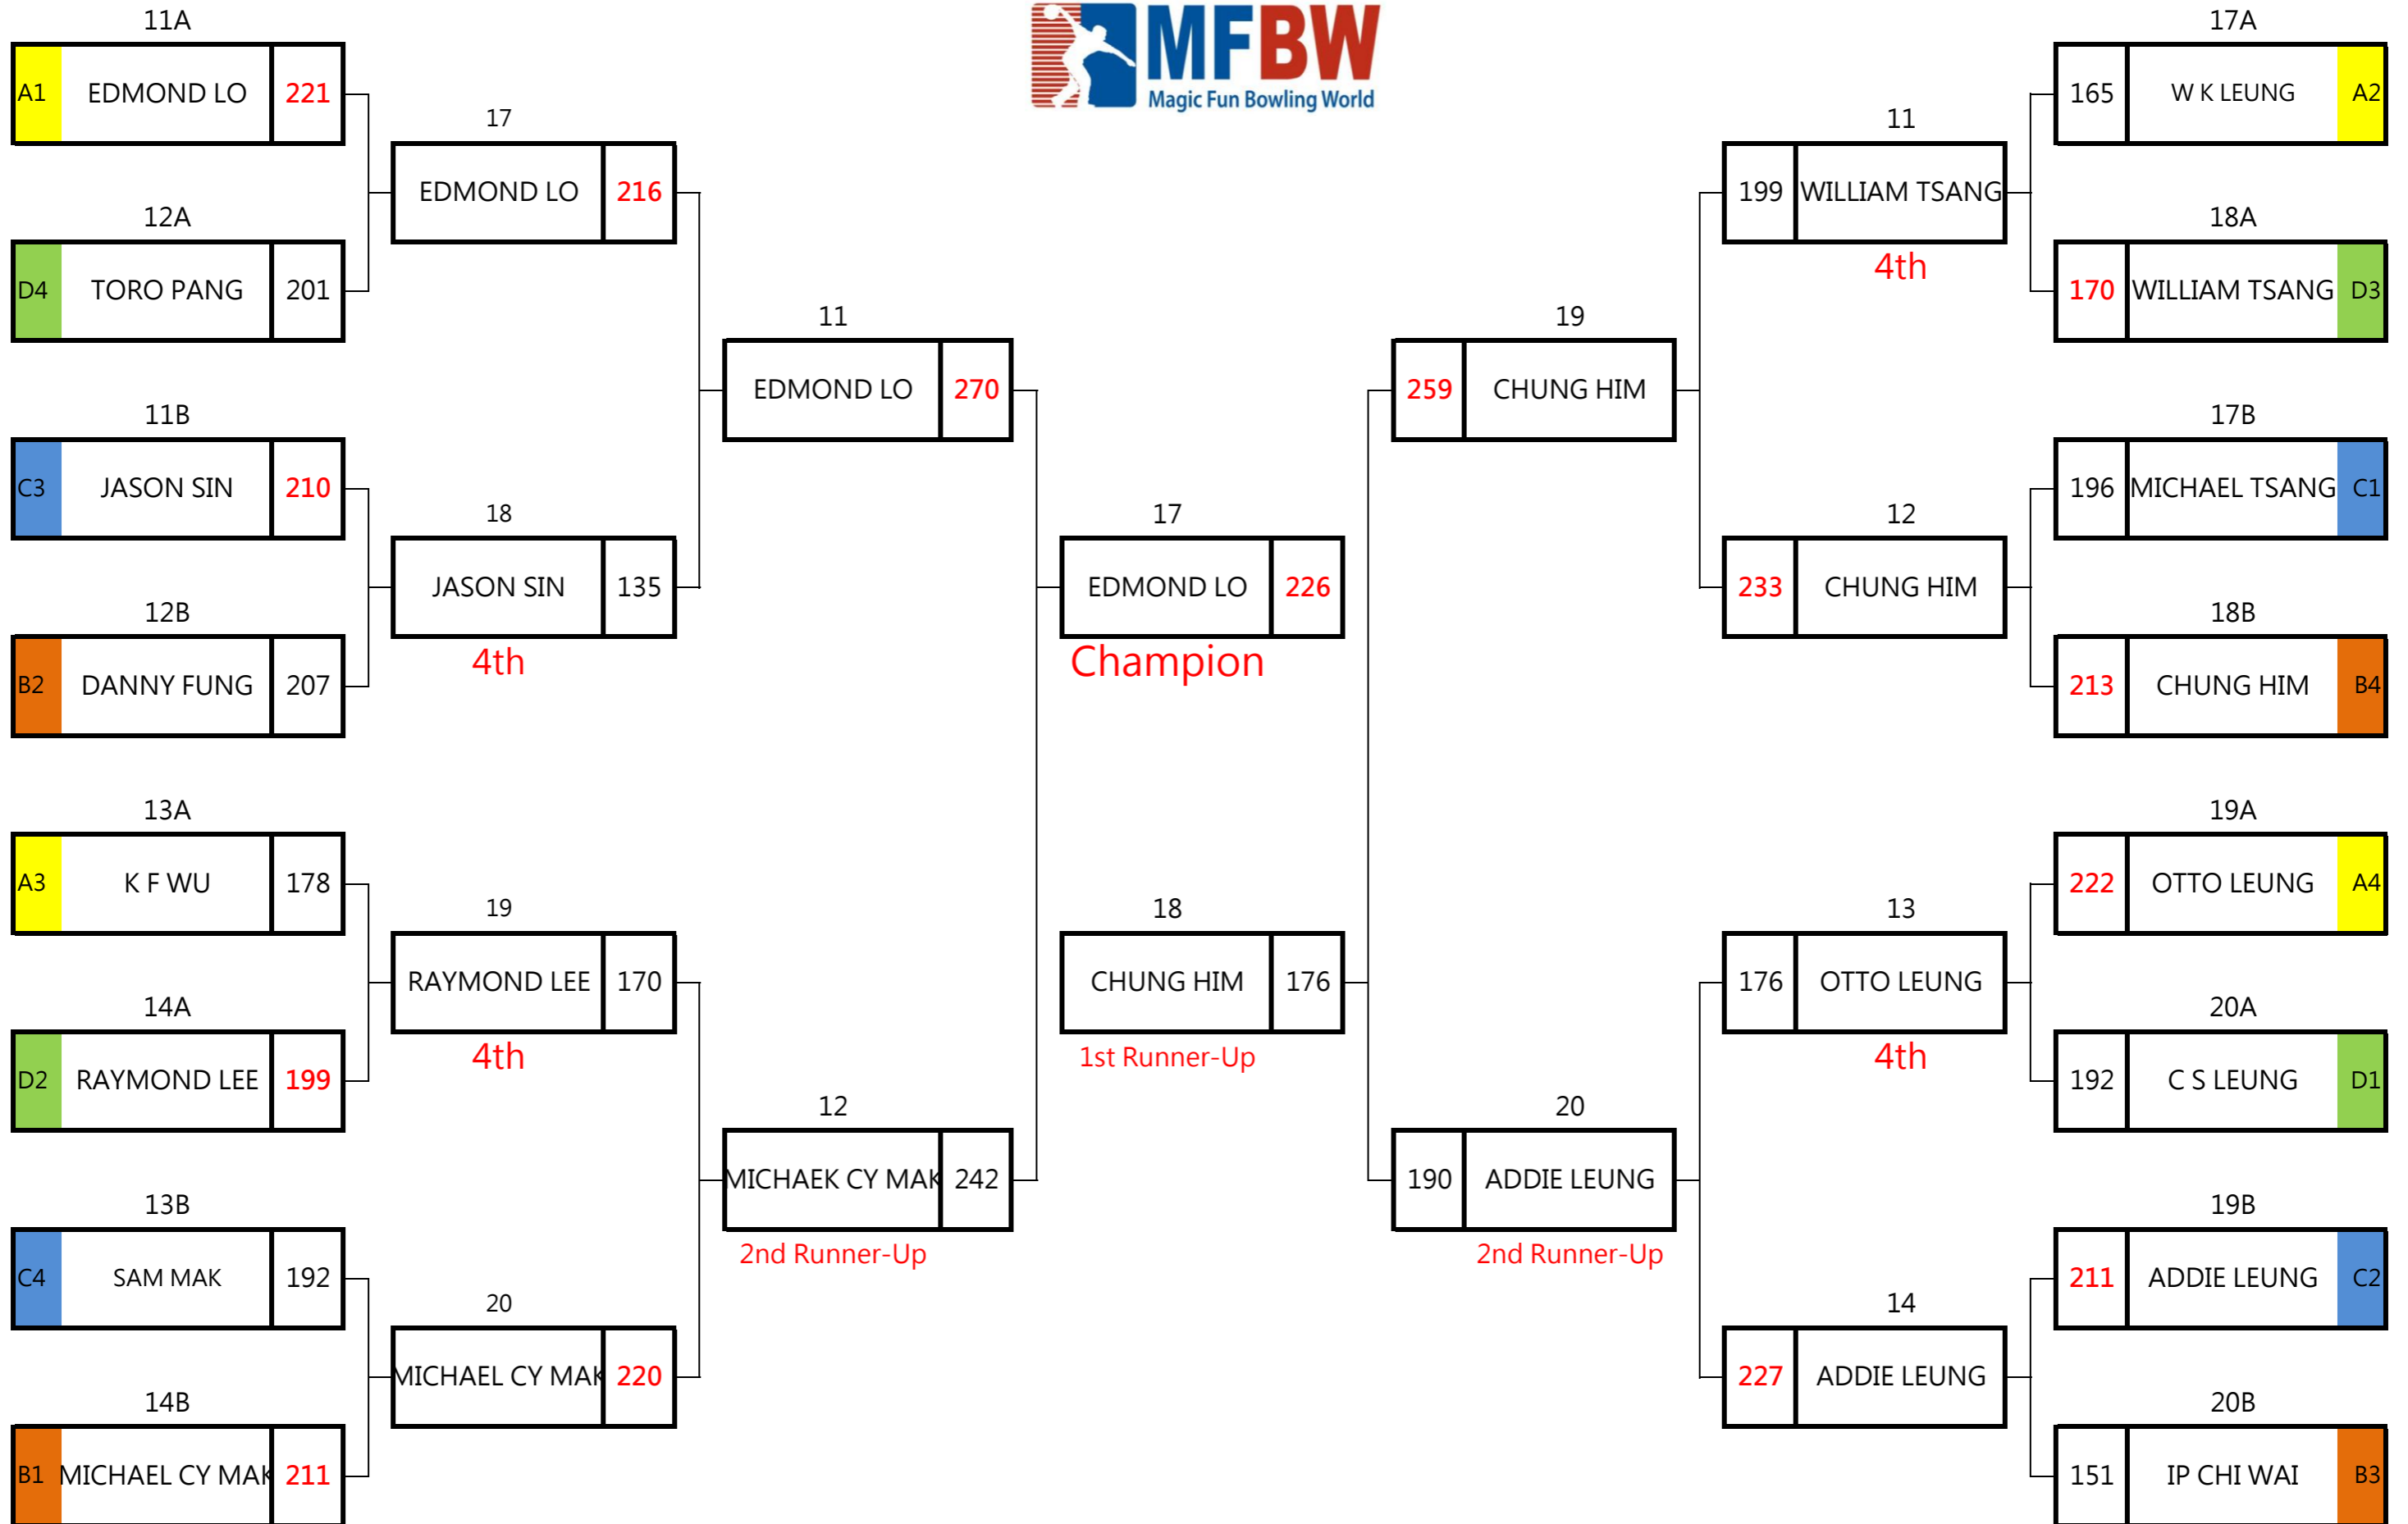 MFBW
Magic Fun Bowling World
11A
A1 EDMOND LO 221
12A
D4 TORO PANG 201
11B
C3 JASON SIN 210
12B
B2 DANNY FUNG 207
13A
A3 K F WU 178
14A
D2 RAYMOND LEE 199
13B
C4 SAM MAK 192
14B
B1 MICHAEL CY MAK 211
17
EDMOND LO 216
18
JASON SIN 135
4th
19
RAYMOND LEE 170
4th
20
MICHAEL CY MAK 220
11
EDMOND LO 270
12
MICHAEK CY MAK 242
2nd Runner-Up
17
EDMOND LO 226
Champion
18
CHUNG HIM 176
1st Runner-Up
19
259 CHUNG HIM
20
190 ADDIE LEUNG
2nd Runner-Up
11
199 WILLIAM TSANG
4th
12
233 CHUNG HIM
13
176 OTTO LEUNG
4th
14
227 ADDIE LEUNG
17A
165 W K LEUNG A2
18A
170 WILLIAM TSANG D3
17B
196 MICHAEL TSANG C1
18B
213 CHUNG HIM B4
19A
222 OTTO LEUNG A4
20A
192 C S LEUNG D1
19B
211 ADDIE LEUNG C2
20B
151 IP CHI WAI B3